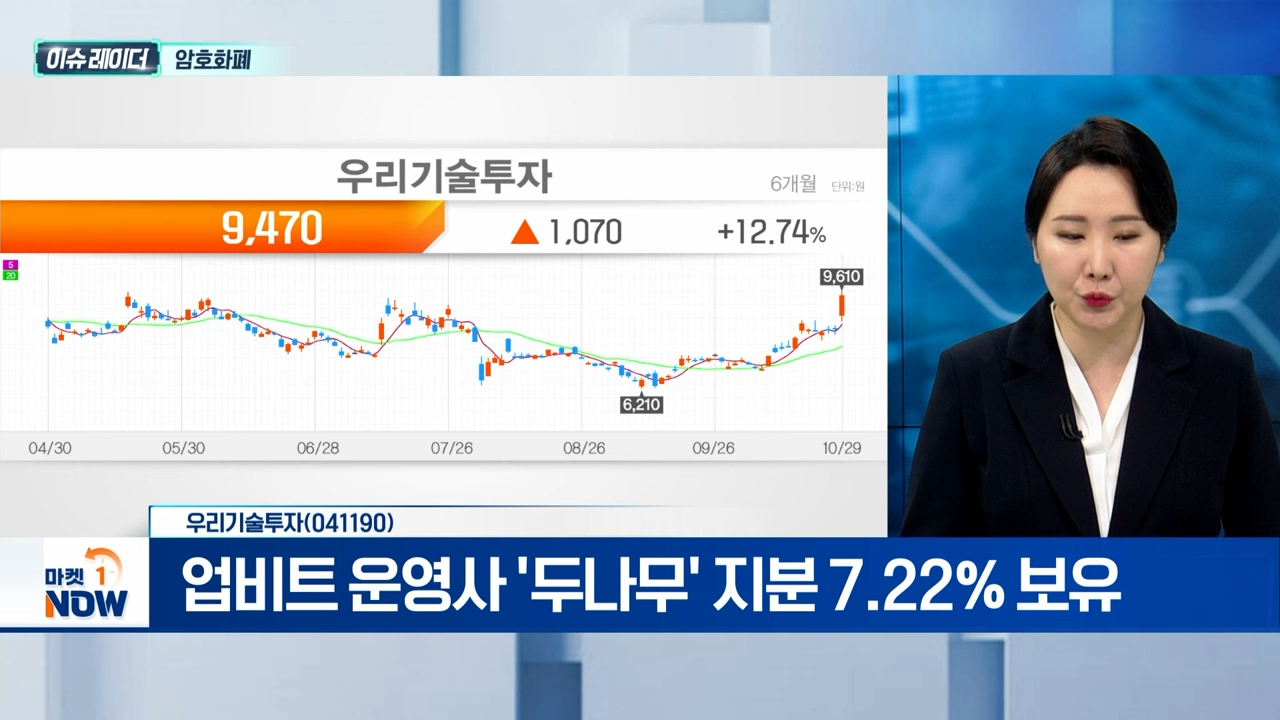 이슈 레이더 암호화폐
우리기술투자
6개월 단위:원
9,470 ▲ 1,070 +12.74%
5
20
9,610
6,210
04/30 05/30 06/28 07/26 08/26 09/26 10/29
우리기술투자(041190)
마켓 1
NOW
업비트 운영사 '두나무' 지분 7.22% 보유